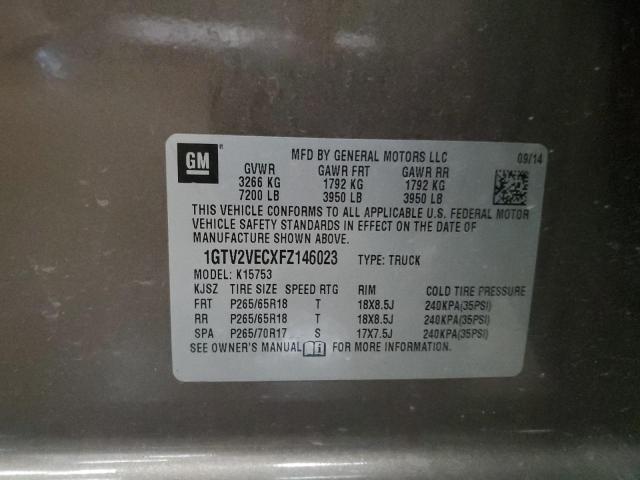 GM
MFD BY GENERAL MOTORS LLC 09/14
GVWR GAWR FRT GAWR RR
3266 KG 1792 KG 1792 KG
7200 LB 3950 LB 3950 LB
THIS VEHICLE CONFORMS TO ALL APPLICABLE U.S. FEDERAL MOTOR
VEHICLE SAFETY STANDARDS IN EFFECT ON THE DATE OF
MANUFACTURE SHOWN ABOVE.
1GTV2VECXFZ146023 TYPE: TRUCK
MODEL: K15753
KJSZ TIRE SIZE SPEED RTG RIM COLD TIRE PRESSURE
FRT P265/65R18 T 18X8.5J 240KPA(35PSI)
RR P265/65R18 T 18X8.5J 240KPA(35PSI)
SPA P265/70R17 S 17X7.5J 240KPA(35PSI)
SEE OWNER'S MANUAL FOR MORE INFORMATION.